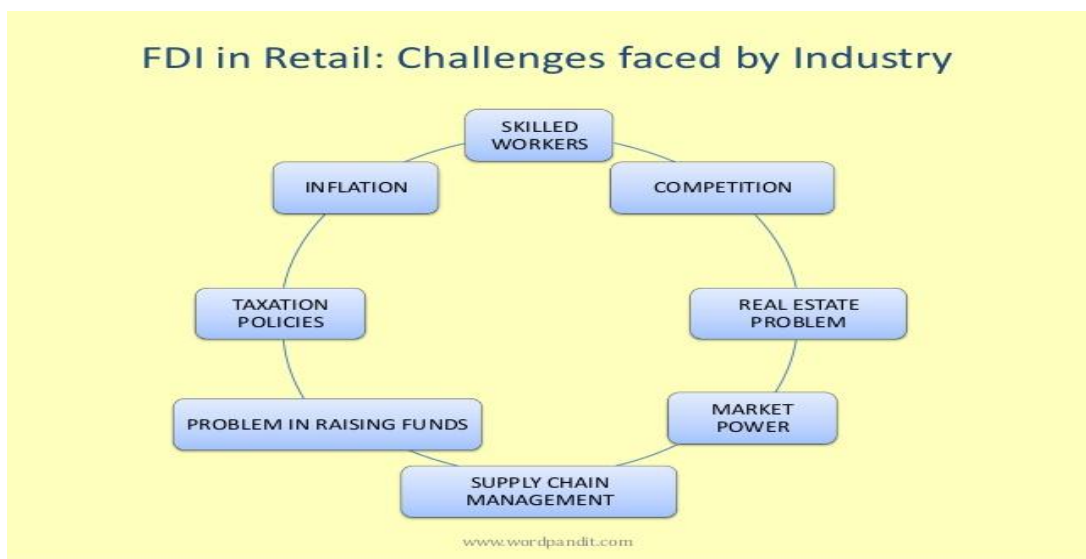 FDI in Retail: Challenges faced by Industry
SKILLED
WORKERS
COMPETITION
REAL ESTATE
PROBLEM
MARKET
POWER
SUPPLY CHAIN
MANAGEMENT
PROBLEM IN RAISING FUNDS
TAXATION
POLICIES
INFLATION
www.wordpandit.com